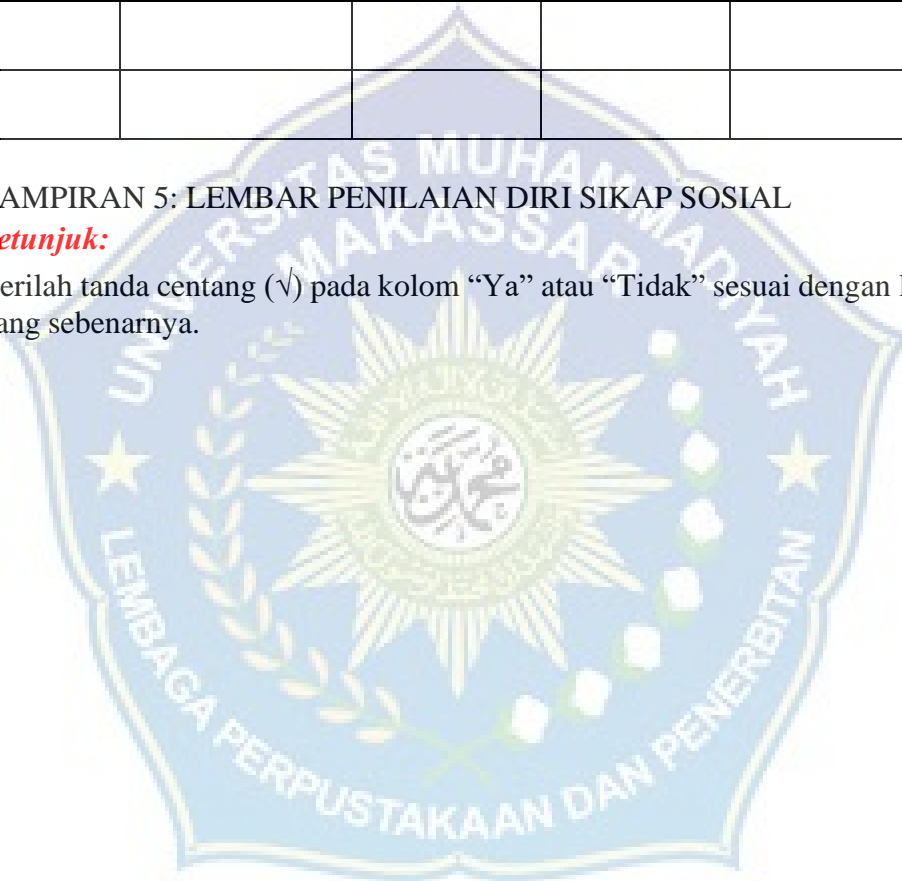 AMPIRAN 5: LEMBAR PENILAIAN DIRI SIKAP SOSIAL
etunjuk:
erilah tanda centang (√) pada kolom “Ya” atau “Tidak” sesuai dengan
ang sebenarnya.
UNIVERSITAS MUHAMMADIYAH
MAKASSAR
LEMBAGA PERPUSTAKAAN DAN PENERBITAN